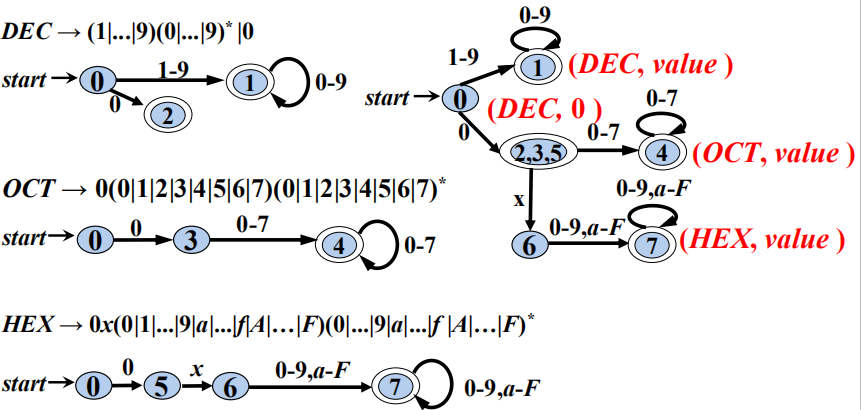 DEC → (1|...|9)(0|...|9)* |0
start 0 1-9 1 0-9
0 2
OCT → 0(0|1|2|3|4|5|6|7)(0|1|2|3|4|5|6|7)*
start 0 0 3 0-7 4 0-7
HEX → 0x(0|1|...|9|a|...|f|A|…|F)(0|...|9|a|...|f |A|…|F)*
start 0 0 5 x 6 0-9,a-F 7 0-9,a-F
0-9
1-9 1 (DEC, value )
start 0 (DEC, 0 ) 0-7
0 2,3,5 0-7 4 (OCT, value )
x 0-9,a-F
6 0-9,a-F 7 (HEX, value )